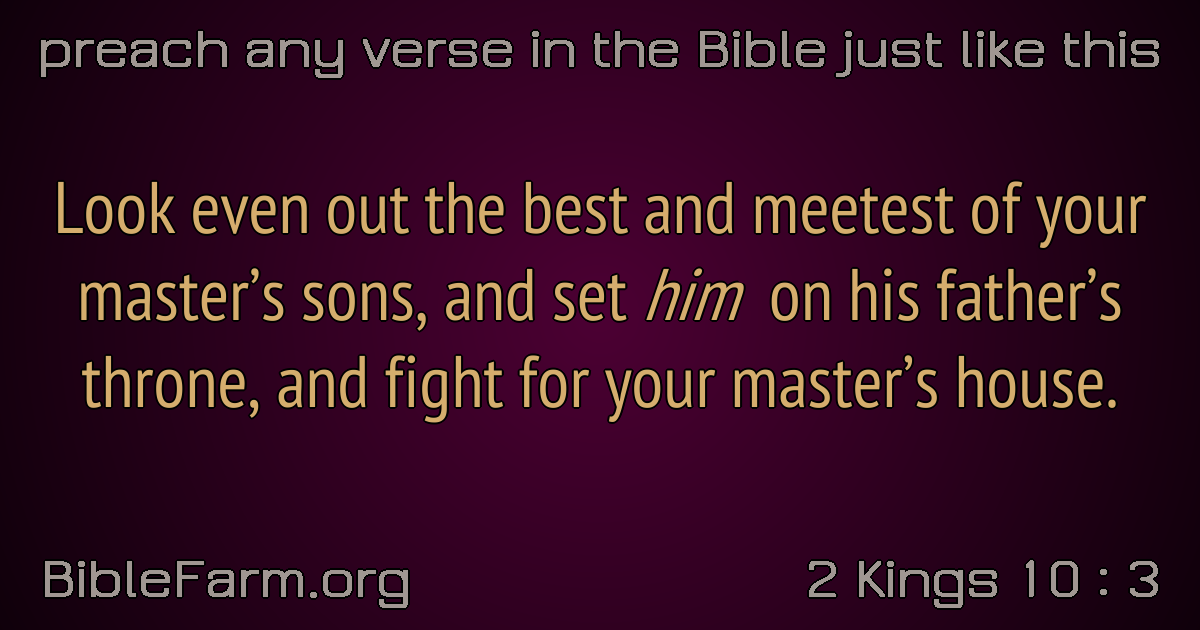 preach any verse in the Bible just like this
Look even out the best and meetest of your
master’s sons, and set him on his father’s
throne, and fight for your master’s house.
BibleFarm.org
2 Kings 10 : 3